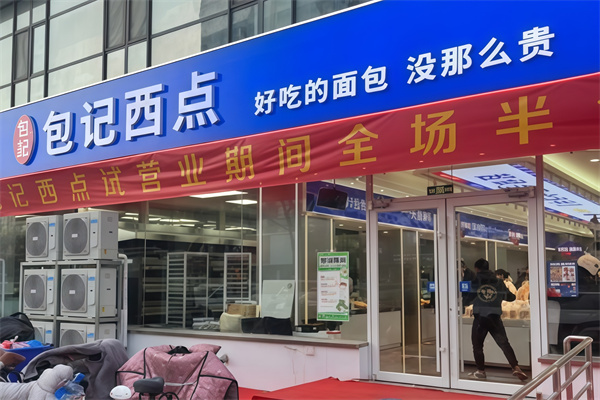 包記
包记西点
好吃的面包 没那么贵
记西点试营业期间全场半